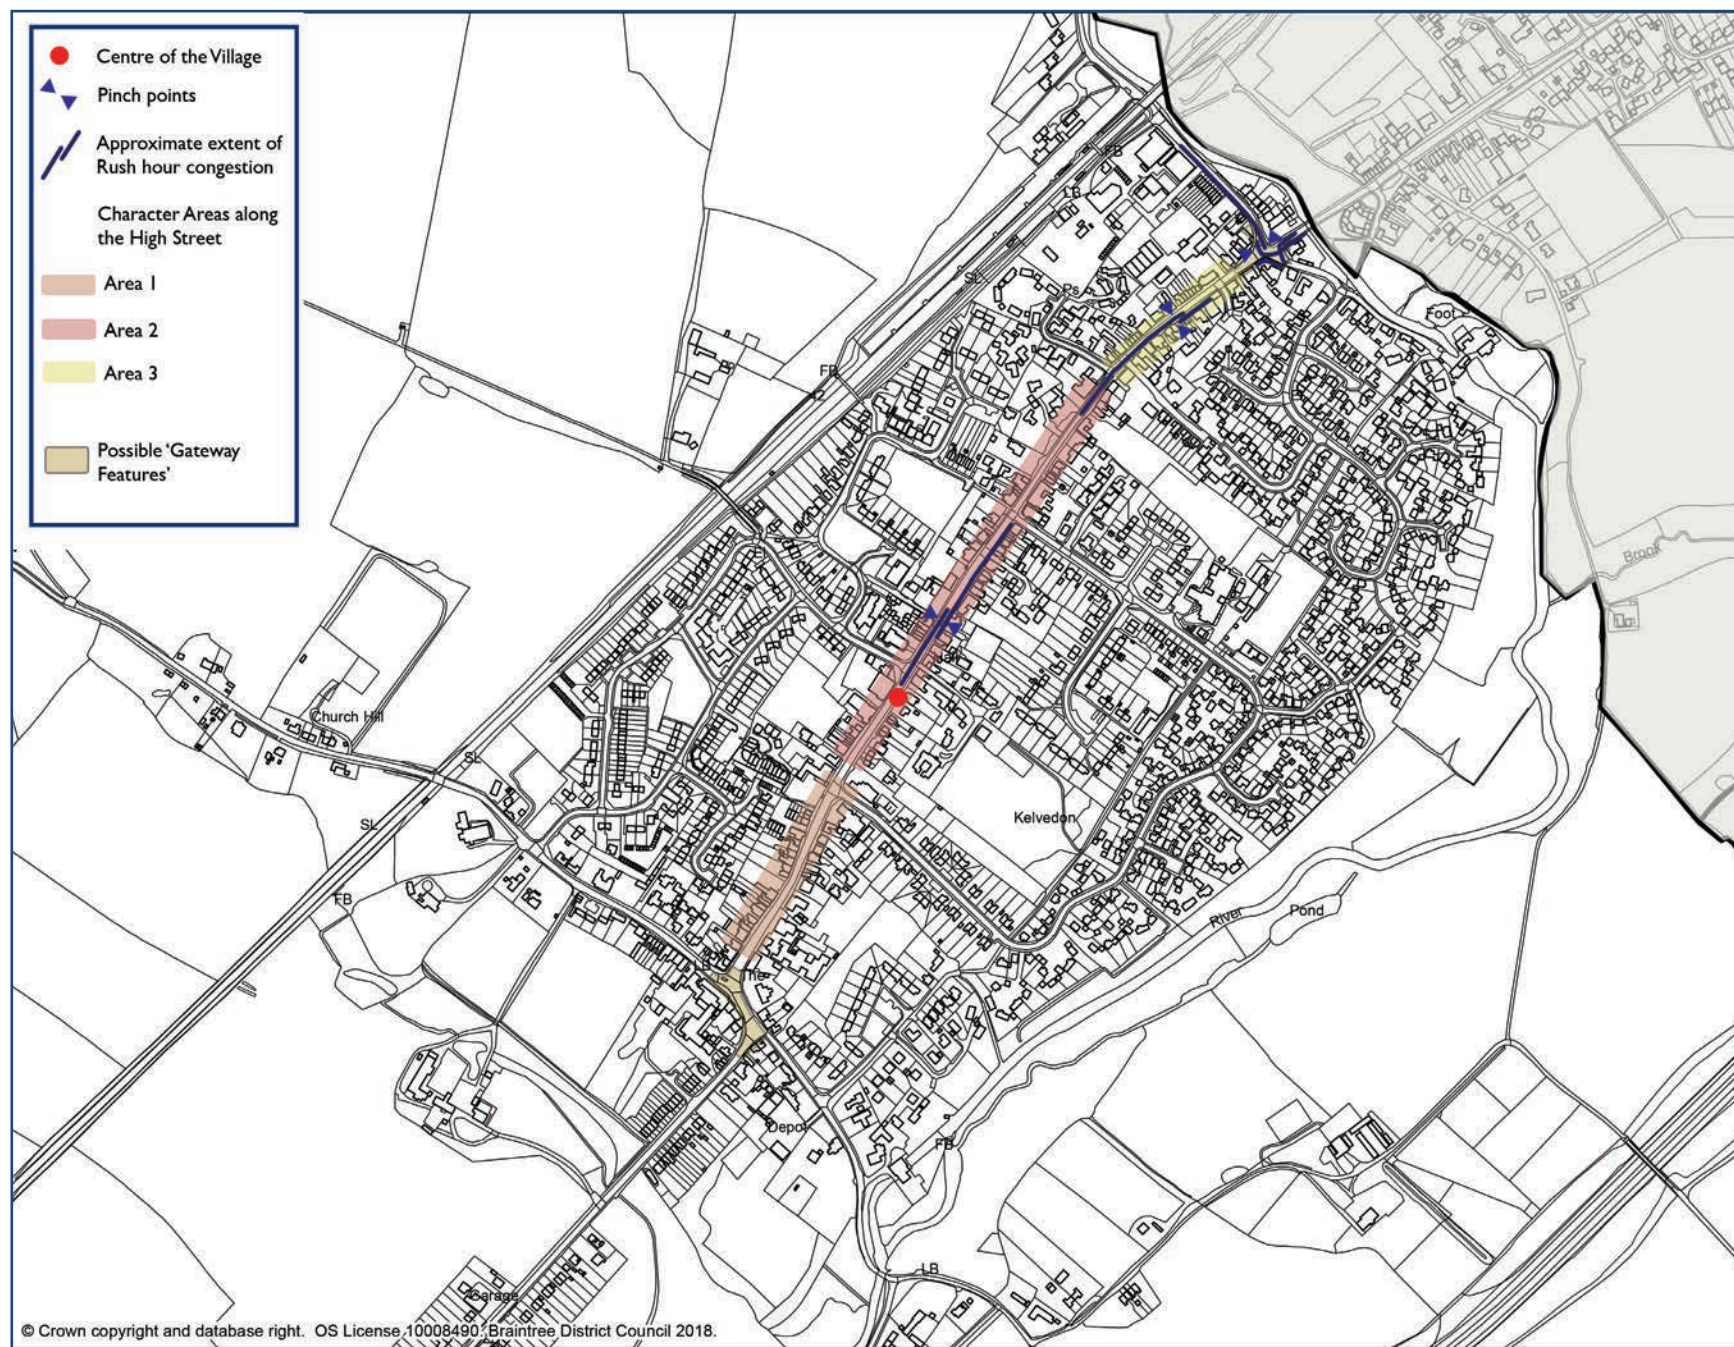 Centre of the Village
Pinch points
Approximate extent of
Rush hour congestion
Character Areas along
the High Street
Area 1
Area 2
Area 3
Possible ‘Gateway
Features’
FB
LB
SL
Ps
Foot
FB
Brook
Hall
Church Hill
SL
SL
Kelvedon
FB
River
Pond
LB
The
Depot
FB
LB
Garage
© Crown copyright and database right. OS License 10008490. Braintree District Council 2018.